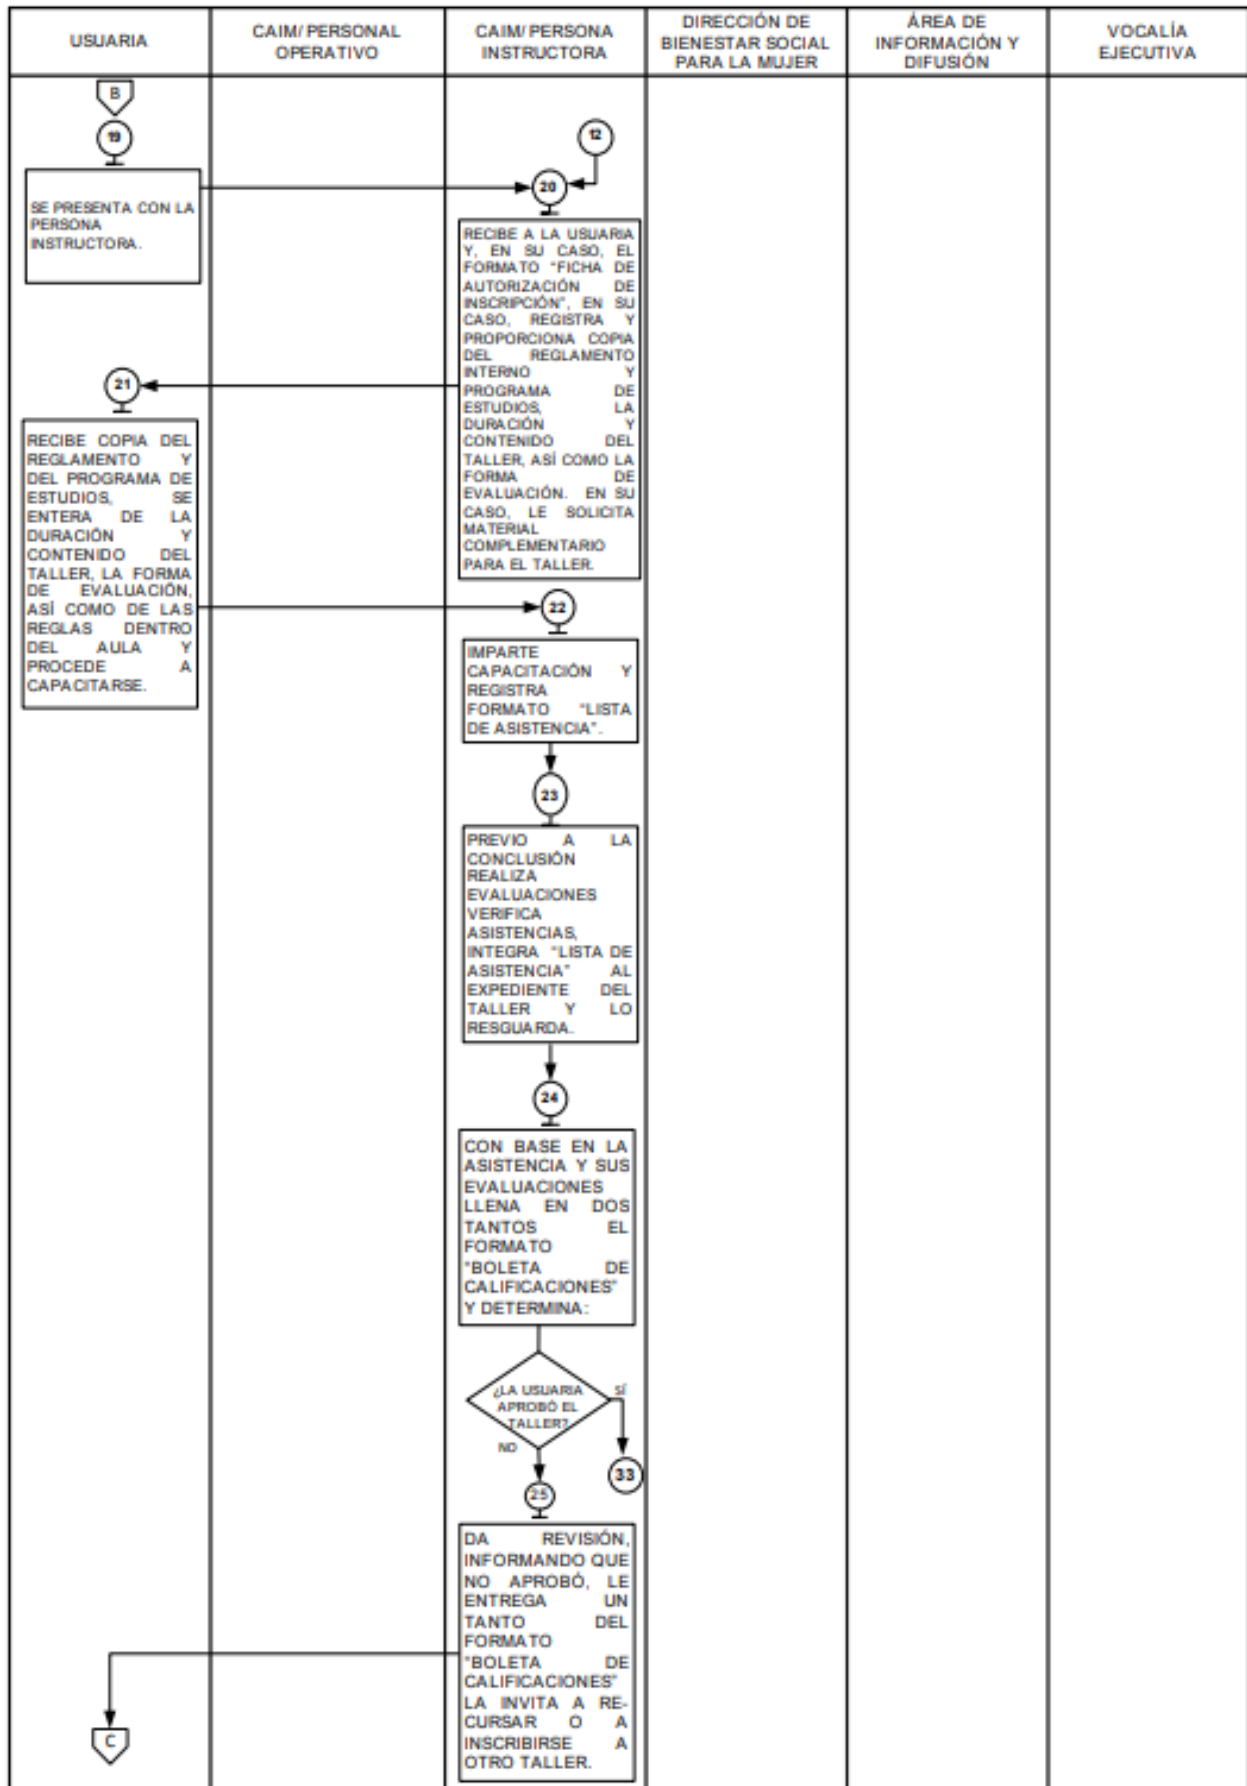 USUARIA
CAIM/ PERSONAL
OPERATIVO
CAIM/ PERSONA
INSTRUCTORA
DIRECCIÓN DE
BIENESTAR SOCIAL
PARA LA MUJER
ÁREA DE
INFORMACIÓN Y
DIFUSIÓN
VOCALÍA
EJECUTIVA
B
19
12
SE PRESENTA CON LA
PERSONA
INSTRUCTORA.
20
RECIBE A LA USUARIA
Y, EN SU CASO, EL
FORMATO "FICHA DE
AUTORIZACIÓN DE
INSCRIPCIÓN", EN SU
CASO, REGISTRA Y
PROPORCIONA COPIA
DEL REGLAMENTO
INTERNO Y
PROGRAMA DE
ESTUDIOS, LA
DURACIÓN Y
CONTENIDO DEL
TALLER, ASÍ COMO LA
FORMA DE
EVALUACIÓN. EN SU
CASO, LE SOLICITA
MATERIAL
COMPLEMENTARIO
PARA EL TALLER.
21
RECIBE COPIA DEL
REGLAMENTO Y
DEL PROGRAMA DE
ESTUDIOS, SE
ENTERA DE LA
DURACIÓN Y
CONTENIDO DEL
TALLER, LA FORMA
DE EVALUACIÓN,
ASÍ COMO DE LAS
REGLAS DENTRO
DEL AULA Y
PROCEDE A
CAPACITARSE.
22
IMPARTE
CAPACITACIÓN Y
REGISTRA
FORMATO "LISTA
DE ASISTENCIA".
23
PREVIO A LA
CONCLUSIÓN
REALIZA
EVALUACIONES
VERIFICA
ASISTENCIAS,
INTEGRA "LISTA DE
ASISTENCIA" AL
EXPEDIENTE DEL
TALLER Y LO
RESGUARDA.
24
CON BASE EN LA
ASISTENCIA Y SUS
EVALUACIONES
LLENA EN DOS
TANTOS EL
FORMATO
"BOLETA DE
CALIFICACIONES"
Y DETERMINA:
¿LA USUARIA
APROBÓ EL
TALLER?
SÍ
NO
33
25
DA REVISIÓN,
INFORMANDO QUE
NO APROBÓ, LE
ENTREGA UN
TANTO DEL
FORMATO
"BOLETA DE
CALIFICACIONES"
LA INVITA A RE-
CURSAR O A
INSCRIBIRSE A
OTRO TALLER.
C